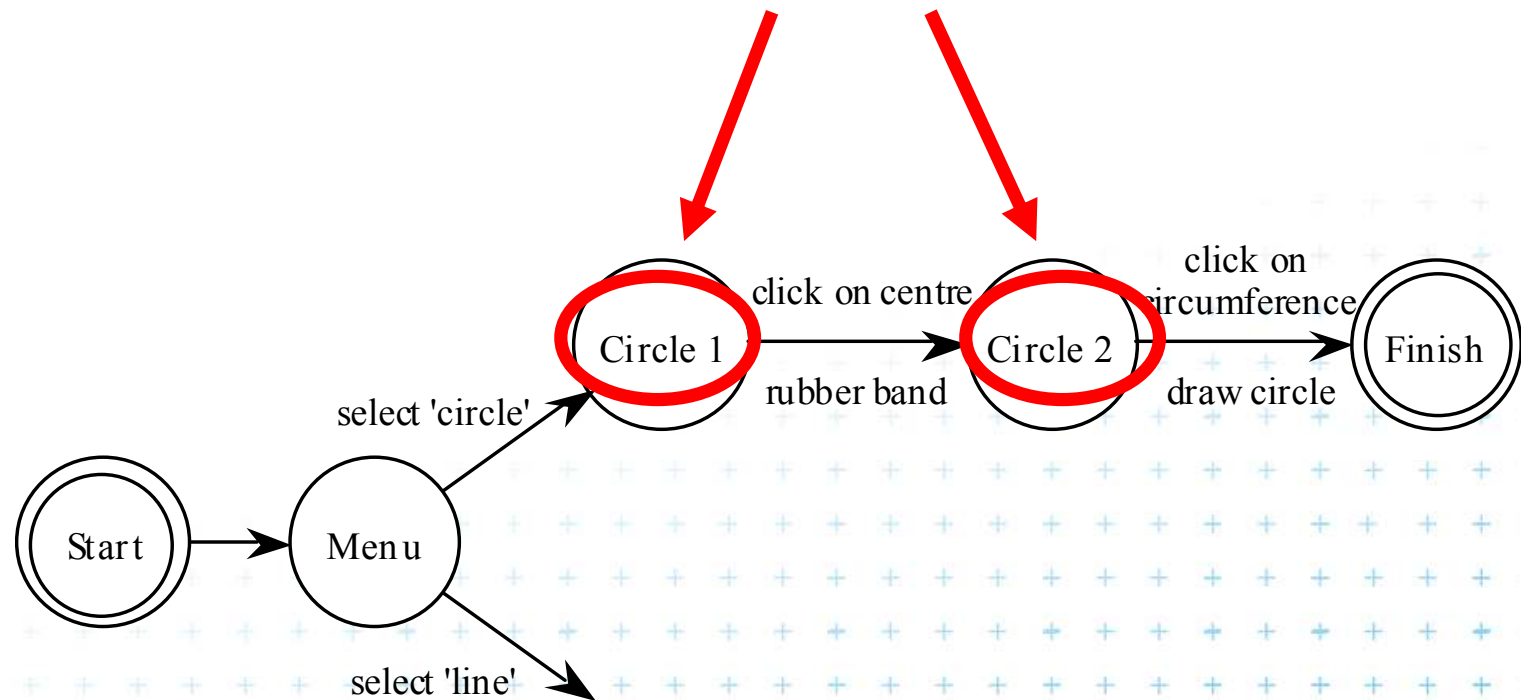 click on
circumference
click on centre
Circle 1
Circle 2
Finish
rubber band
draw circle
select 'circle'
Start
Menu
select 'line'